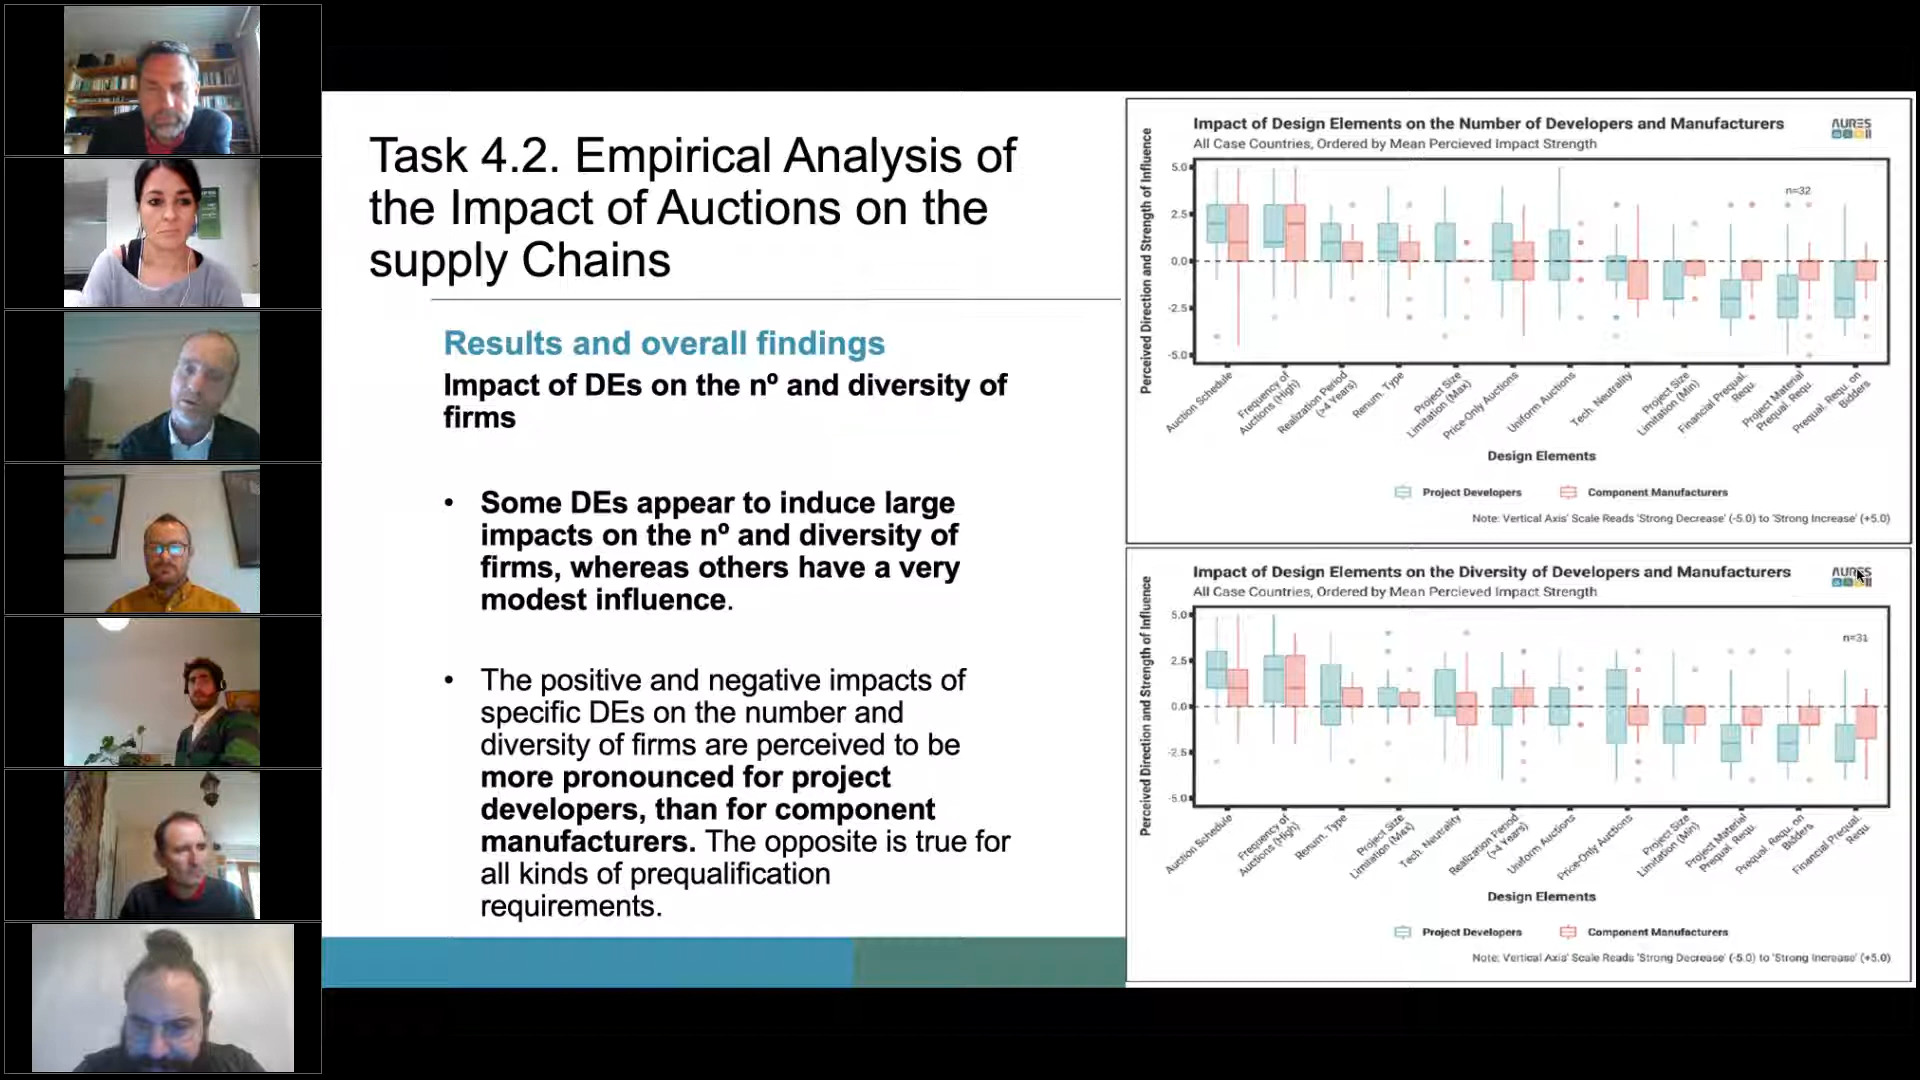 Task 4.2. Empirical Analysis of
the Impact of Auctions on the
supply Chains
Results and overall findings
Impact of DEs on the nº and diversity of
firms
• Some DEs appear to induce large
impacts on the nº and diversity of
firms, whereas others have a very
modest influence.
• The positive and negative impacts of
specific DEs on the number and
diversity of firms are perceived to be
more pronounced for project
developers, than for component
manufacturers. The opposite is true for
all kinds of prequalification
requirements.
Impact of Design Elements on the Number of Developers and Manufacturers
All Case Countries, Ordered by Mean Percieved Impact Strength
AURES
II
Perceived Direction and Strength of Influence
5.0
2.5
0.0
-2.5
-5.0
n=32
Auction Schedule
Frequency of
Auctions (High)
Realization Period
(>4 Years)
Renum. Type
Project Size
Limitation (Max)
Price-Only Auctions
Uniform Auctions
Tech. Neutrality
Project Size
Limitation (Min)
Financial Prequal.
Requ.
Project Material
Prequal. Requ.
Prequal. Requ. on
Bidders
Design Elements
Project Developers
Component Manufacturers
Note: Vertical Axis' Scale Reads 'Strong Decrease' (-5.0) to 'Strong Increase' (+5.0)
Impact of Design Elements on the Diversity of Developers and Manufacturers
All Case Countries, Ordered by Mean Percieved Impact Strength
AURES
II
Perceived Direction and Strength of Influence
5.0
2.5
0.0
-2.5
-5.0
n=31
Auction Schedule
Frequency of
Auctions (High)
Renum. Type
Project Size
Limitation (Max)
Tech. Neutrality
Realization Period
(>4 Years)
Uniform Auctions
Price-Only Auctions
Project Size
Limitation (Min)
Project Material
Prequal. Requ.
Prequal. Requ. on
Bidders
Financial Prequal.
Requ.
Design Elements
Project Developers
Component Manufacturers
Note: Vertical Axis' Scale Reads 'Strong Decrease' (-5.0) to 'Strong Increase' (+5.0)